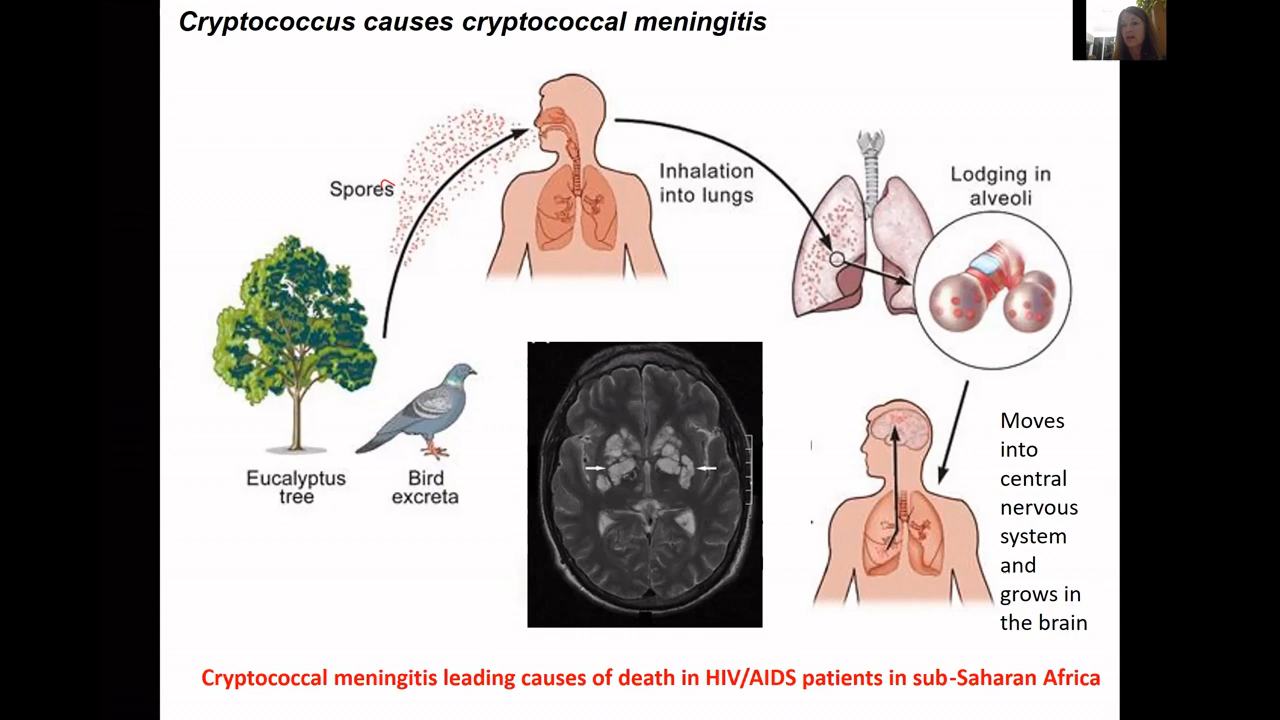 Cryptococcus causes cryptococcal meningitis
Spores
Inhalation
into lungs
Lodging in
alveoli
Eucalyptus
tree
Bird
excreta
Moves
into
central
nervous
system
and
grows in
the brain
Cryptococcal meningitis leading causes of death in HIV/AIDS patients in sub-Saharan Africa